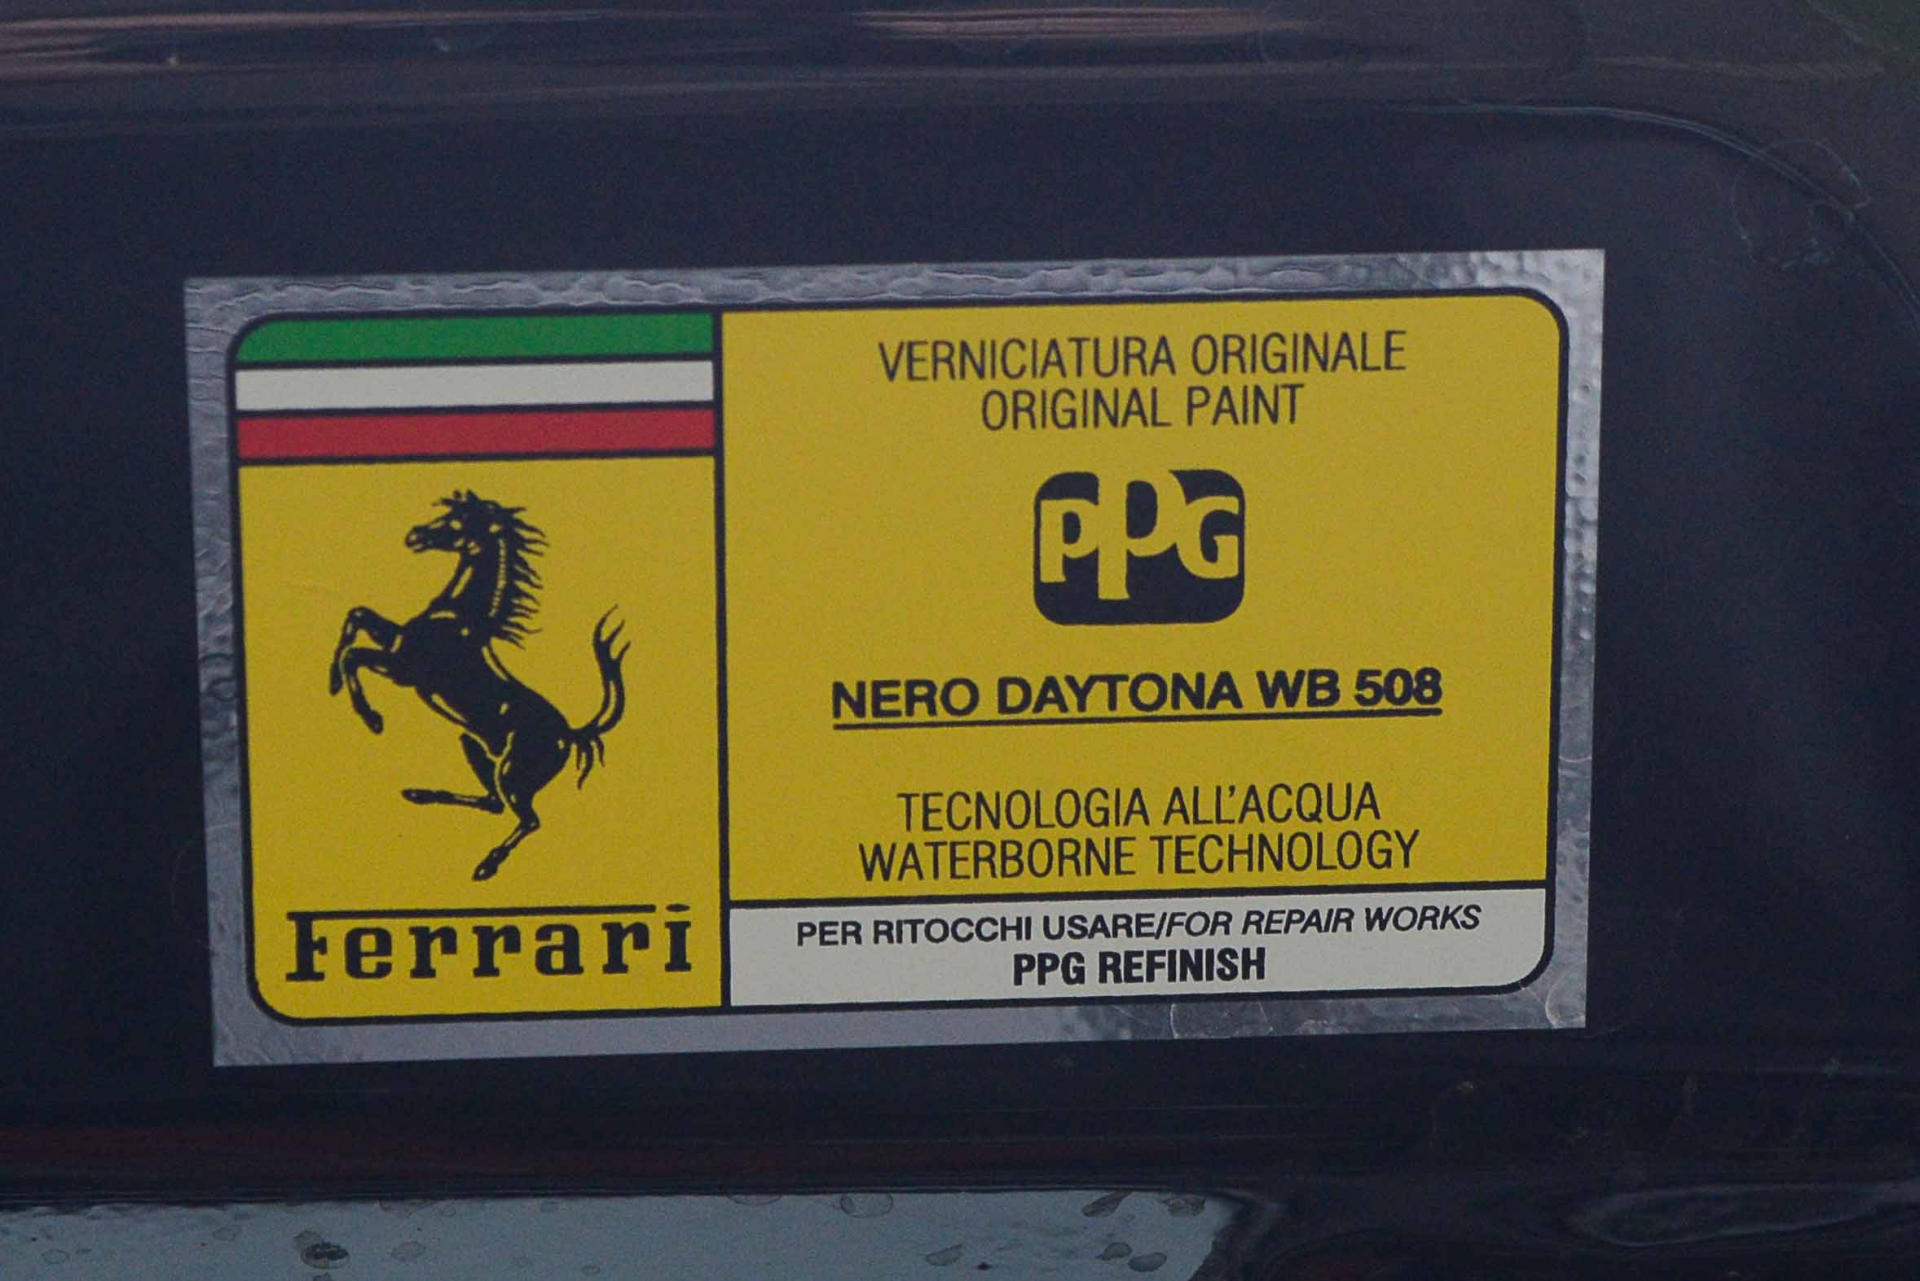 Ferrari
VERNICIATURA ORIGINALE
ORIGINAL PAINT
PPG
NERO DAYTONA WB 508
TECNOLOGIA ALL'ACQUA
WATERBORNE TECHNOLOGY
PER RITOCCHI USARE/FOR REPAIR WORKS
PPG REFINISH